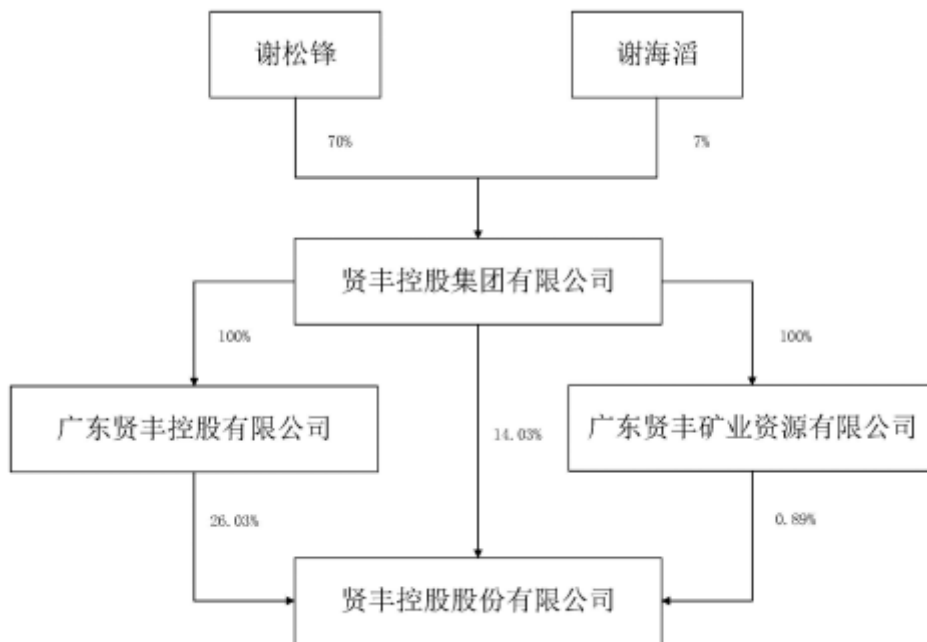 谢松锋
谢海滔
70%
7%
贤丰控股集团有限公司
100%
100%
广东贤丰控股有限公司
14.03%
广东贤丰矿业资源有限公司
26.03%
0.89%
贤丰控股股份有限公司